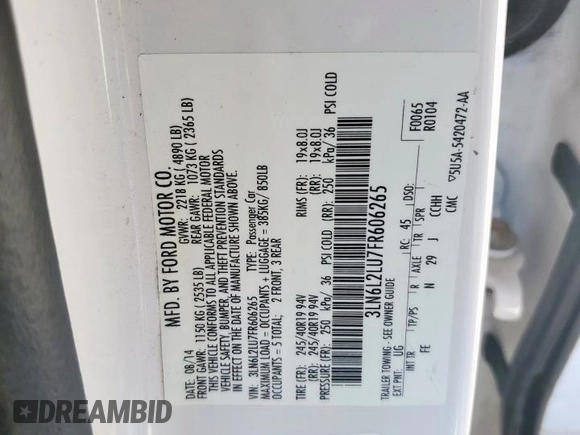 MFD. BY FORD MOTOR CO.
DATE: 08/14 GVWR: 2218 KG ( 4890 LB)
FRONT GAWR: 1150 KG ( 2535 LB) REAR GAWR: 1073 KG ( 2365 LB)
THIS VEHICLE CONFORMS TO ALL APPLICABLE FEDERAL MOTOR
VEHICLE SAFETY, BUMPER, AND THEFT PREVENTION STANDARDS
IN EFFECT ON THE DATE OF MANUFACTURE SHOWN ABOVE.
VIN: 3LN6L2LU7FR606265 TYPE: Passenger Car
MAXIMUM LOAD = OCCUPANTS + LUGGAGE = 385KG/ 850LB
OCCUPANTS = 5 TOTAL: 2 FRONT, 3 REAR
TIRE (FR): 245/40R19 94V RIMS (FR): 19x8.0J
TIRE (RR): 245/40R19 94V (RR): 19x8.0J
PRESSURE (FR): 250 kPa/ 36 PSI COLD (RR): 250 kPa/ 36 PSI COLD
3LN6L2LU7FR606265
TRAILER TOWING - SEE OWNER GUIDE
EXT PNT: UG RC: 45 DSO: F0065
R0104
INT TR TP/PS R AXLE TR SPR
FE N 29 J CCHH
CMC
▽5U5A-5420472-AA
DREAMBID